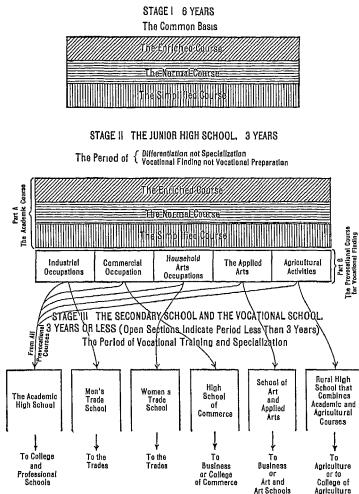 STAGE I 6 YEARS
The Common Basis
The Enriched Course
The Normal Course
The Simplified Course
STAGE II THE JUNIOR HIGH SCHOOL. 3 YEARS
The Period of { Differentiation not Specialization
Vocational Finding not Vocational Preparation
Part A
The Academic Course
The Enriched Course
The Normal Course
The Simplified Course
Industrial
Occupations
Commercial
Occupation
Household
Arts
Occupations
The Applied
Arts
Agricultural
Activities
Part B
The Prevocational Course
for Vocational Finding
STAGE III THE SECONDARY SCHOOL AND THE VOCATIONAL SCHOOL.
3 YEARS OR LESS (Open Sections Indicate Period Less Than 3 Years)
The Period of Vocational Training and Specialization
From All
Prevocational
Courses
The Academic
High School
Men's
Trade
School
Women s
Trade
School
High
School of
Commerce
School of
Art and
Applied Arts
Rural High
School that
Combines
Academic and
Agricultural
Courses
To College
and
Professional
Schools
To the
Trades
To the
Trades
To
Business
or College
of Commerce
To
Business
or
Art and
Art Schools
To
Agriculture
or to
College of
Agriculture